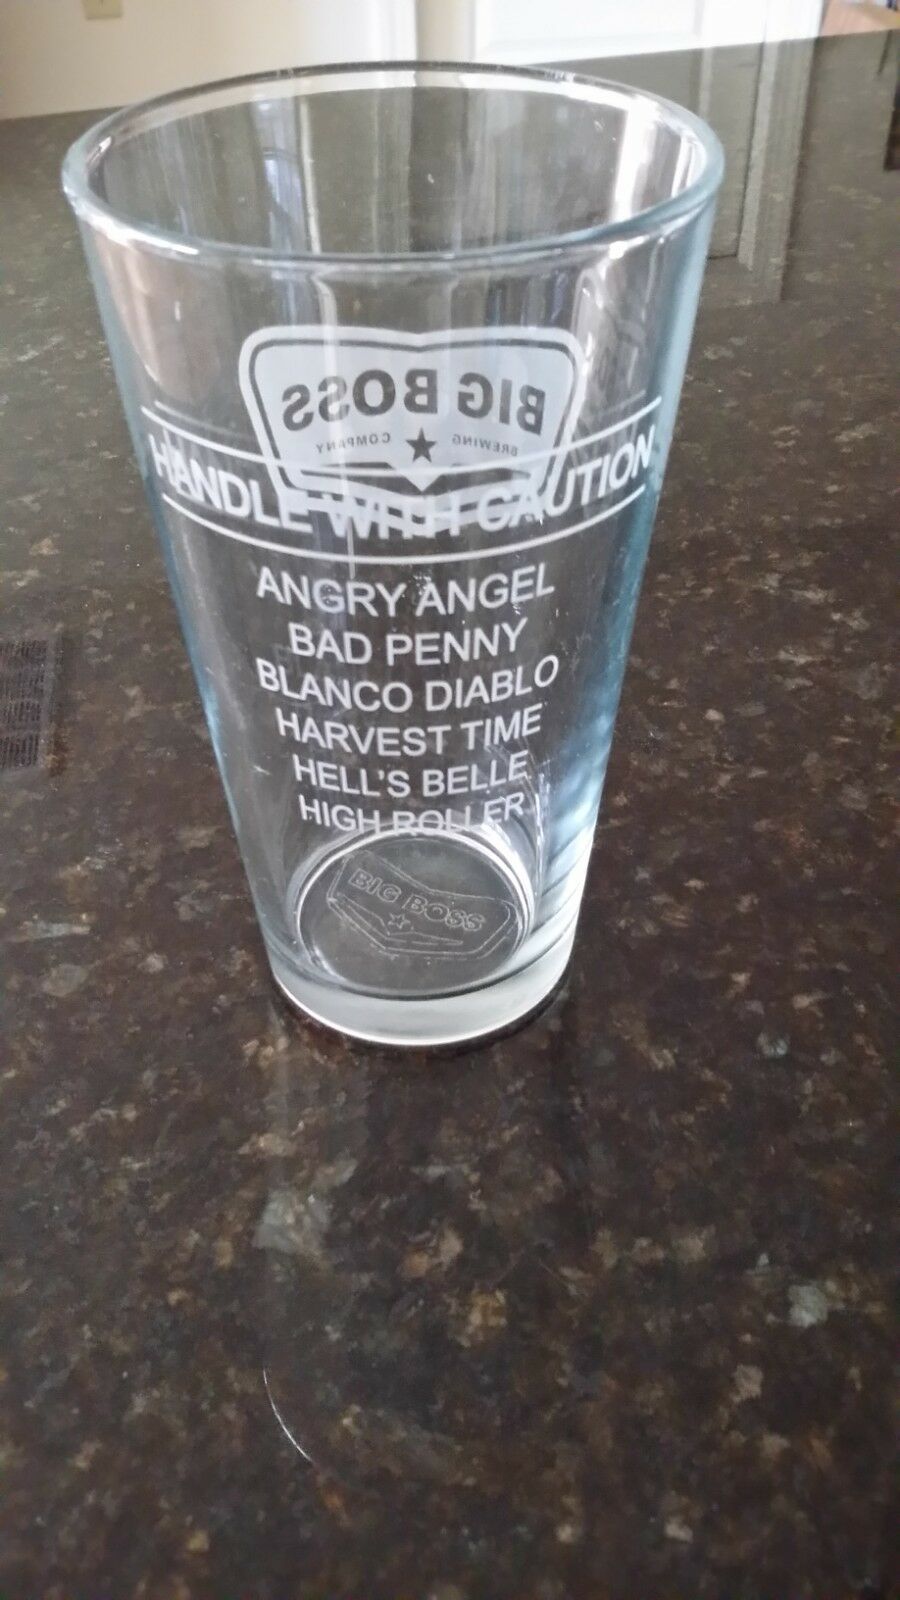 BIG BOSS
BREWING COMPANY
HANDLE WITH CAUTION
ANGRY ANGEL
BAD PENNY
BLANCO DIABLO
HARVEST TIME
HELL'S BELLE
HIGH ROLLER
BIG BOSS